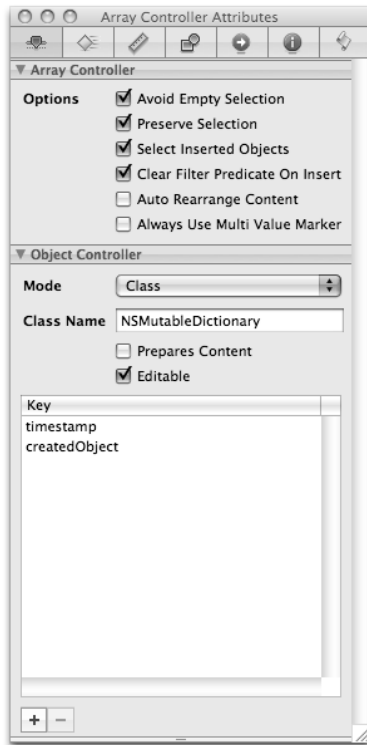 Array Controller Attributes
Array Controller
Options
Avoid Empty Selection
Preserve Selection
Select Inserted Objects
Clear Filter Predicate On Insert
Auto Rearrange Content
Always Use Multi Value Marker
Object Controller
Mode Class
Class Name NSMutableDictionary
Prepares Content
Editable
Key
timestamp
createdObject